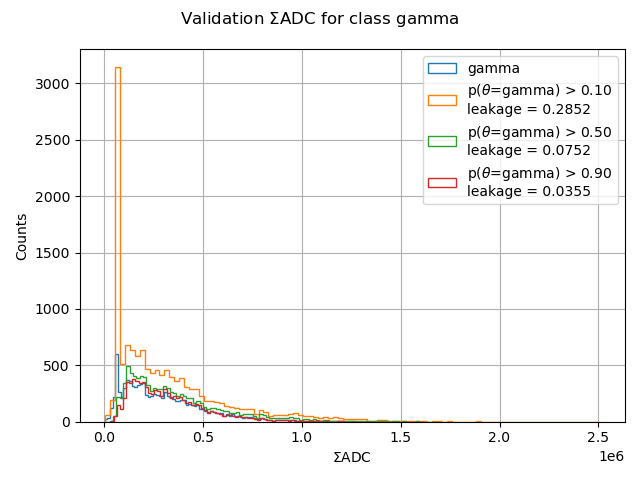 Validation ΣADC for class gamma
gamma
p(θ=gamma) > 0.10
leakage = 0.2852
p(θ=gamma) > 0.50
leakage = 0.0752
p(θ=gamma) > 0.90
leakage = 0.0355
Counts
3000
2500
2000
1500
1000
500
0
0.0
0.5
1.0
1.5
2.0
2.5
1e6
ΣADC